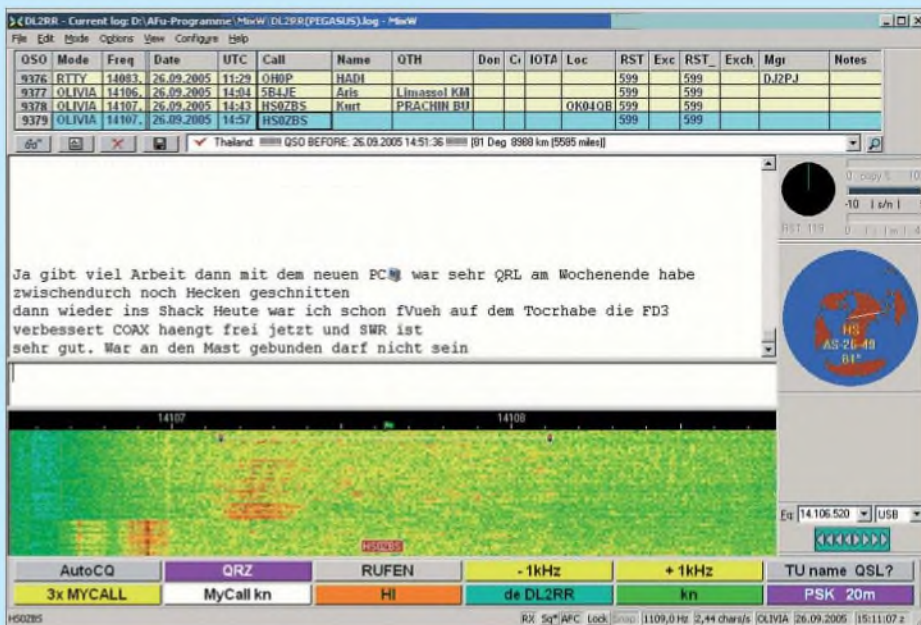 DL2RR - Current log: D:\AFu-Programme\MixW\DL2RR(PEGASUS).log - MixW
File Edit Mode Options View Configure Help
QSO Mode Freq Date UTC Call Name QTH Don IOTA Loc RST Exc RST_ Exch Mgr Notes
9376 RTTY 14083. 26.09.2005 11:29 OH0P HADI 599 599 DJ2PJ
9377 OLIVIA 14106. 26.09.2005 14:04 5B4JE Aris Limassol KM 599 599
9378 OLIVIA 14107. 26.09.2005 14:43 HS0ZBS Kurt PRACHIN BU OK04QB 599 599
9379 OLIVIA 14107. 26.09.2005 14:57 HS0ZBS 599 599
Thailand: QSO BEFORE: 26.09.2005 14:51:36 [81 Deg 8988 km (5585 miles)]
0 copy % 10
-10 | s/n |
RST 119
Ja gibt viel Arbeit dann mit dem neuen PC war sehr QRL am Wochenende habe
zwischendurch noch Hecken geschnitten
dann wieder ins Shack Heute war ich schon fVueh auf dem Tocrhabe die FD3
verbessert COAX haengt frei jetzt und SWR ist
sehr gut. War an den Mast gebunden darf nicht sein
HS
AS-26-49
81°
14107 14108
HS0ZBS
14.106.520 USB
AutoCQ QRZ RUFEN - 1kHz + 1kHz TU name QSL?
3x MYCALL MyCall kn HI de DL2RR kn PSK 20m
HS0ZBS RX Sq* AFC Lock Snap 1109,0 Hz 2,44 chars/s OLIVIA 26.09.2005 15:11:07 z